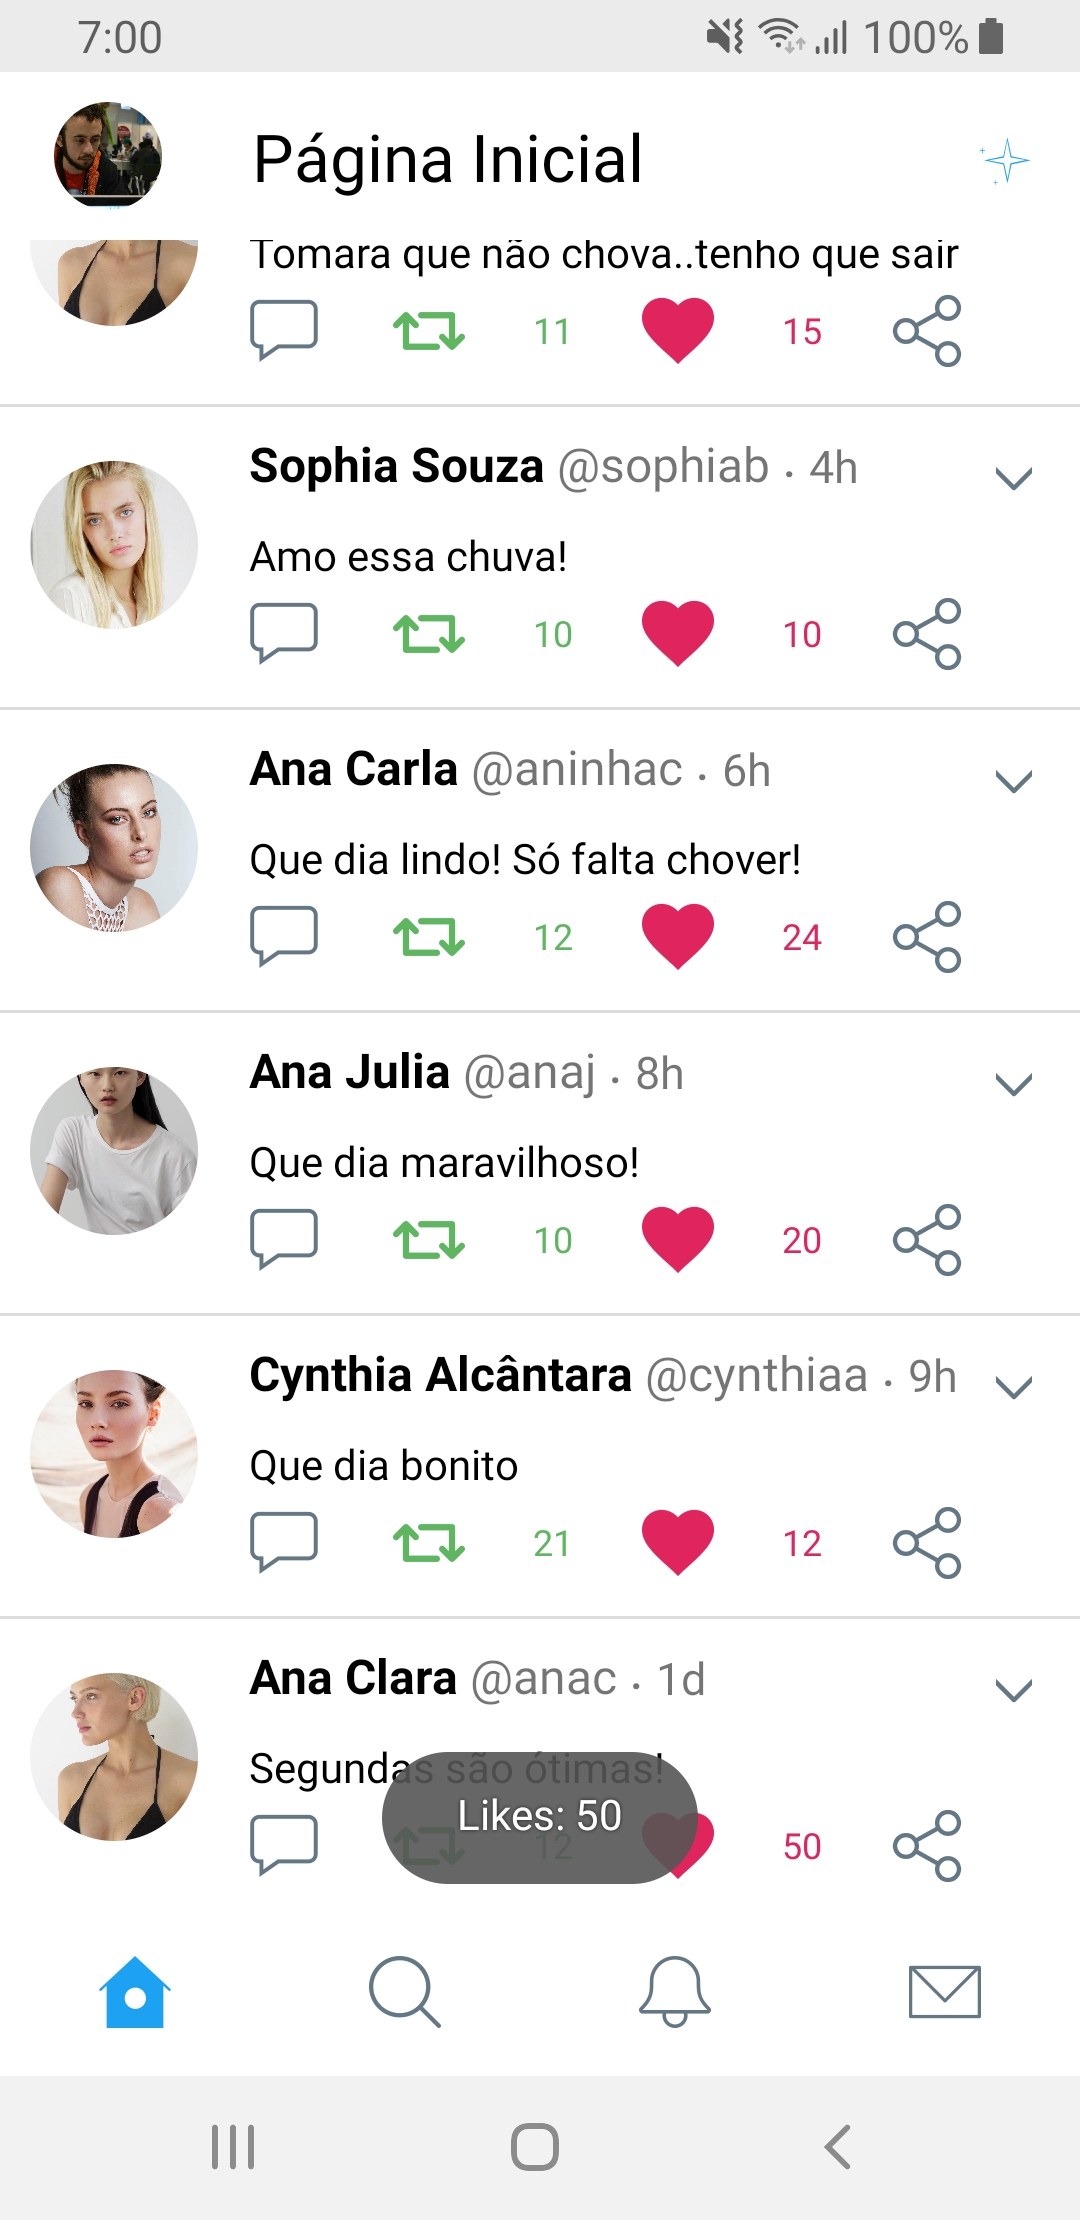 7:00 100%
Página Inicial
Tomara que não chova..tenho que sair
11 15
Sophia Souza @sophiab . 4h
Amo essa chuva!
10 10
Ana Carla @aninhac . 6h
Que dia lindo! Só falta chover!
12 24
Ana Julia @anaj . 8h
Que dia maravilhoso!
10 20
Cynthia Alcântara @cynthiaa . 9h
Que dia bonito
21 12
Ana Clara @anac . 1d
Segundas são ótimas!
Likes: 50
12 50